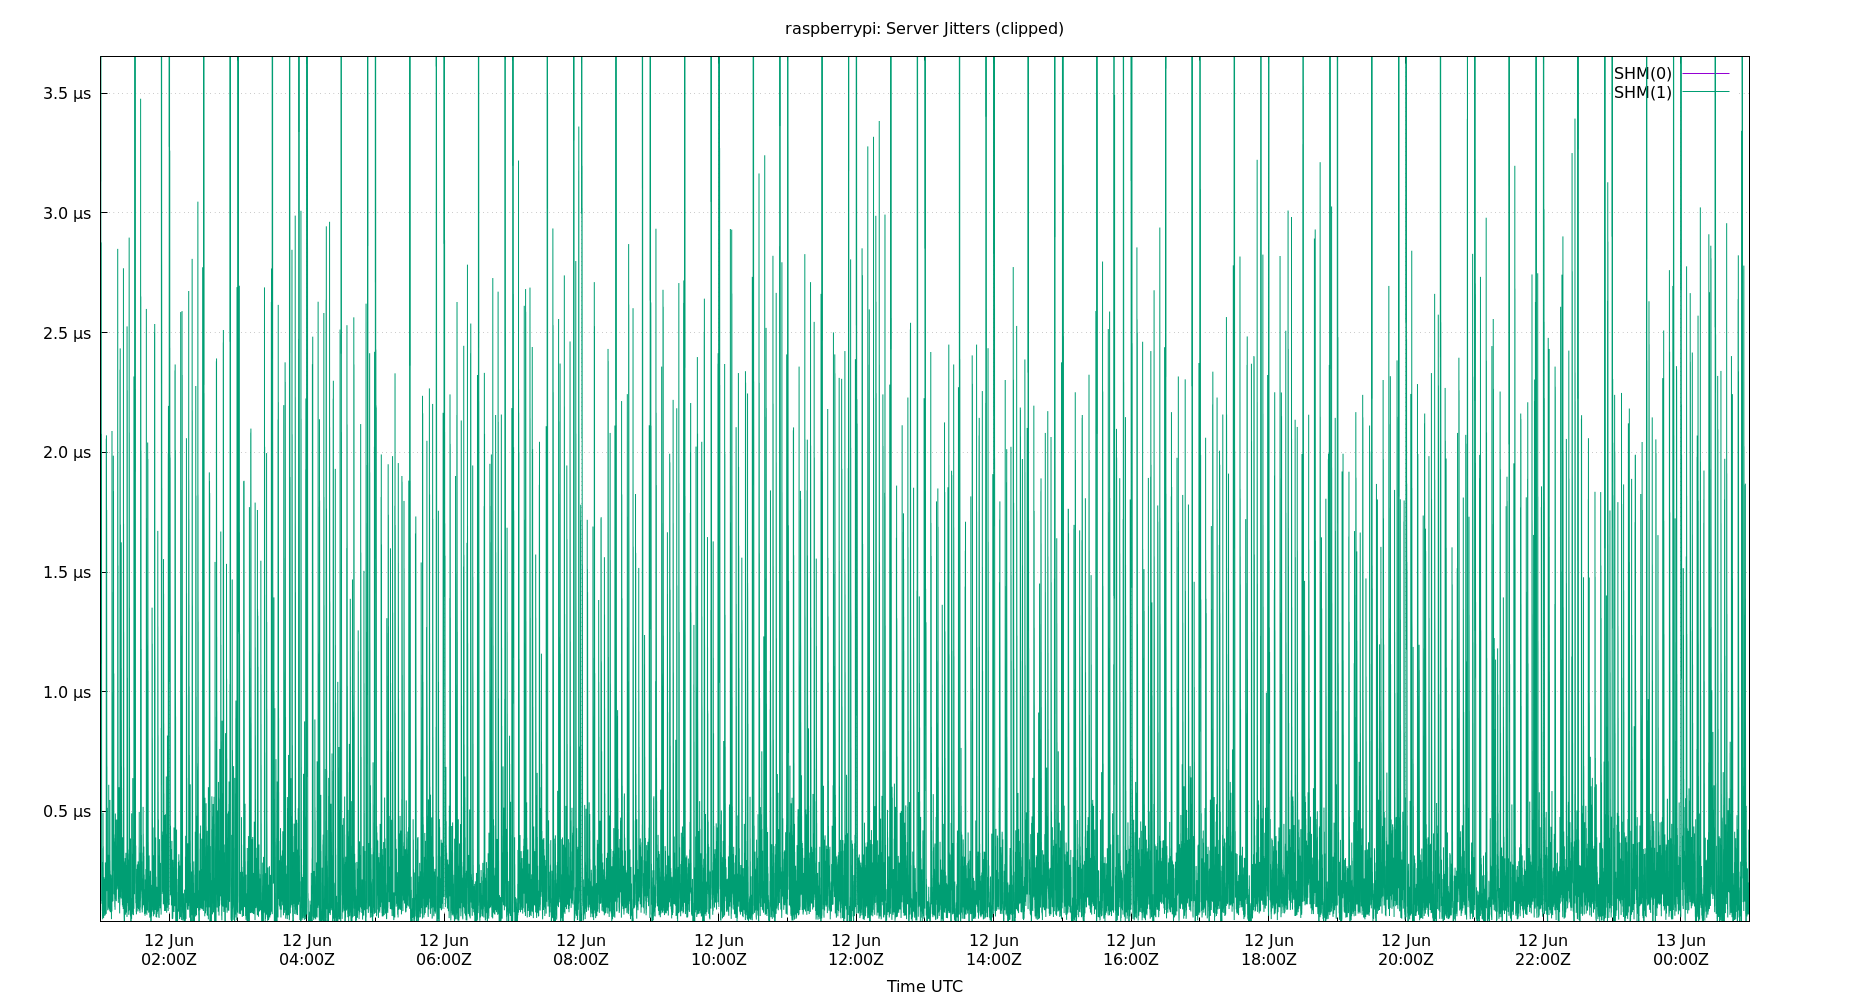 raspberrypi: Server Jitters (clipped)
SHM(0)
SHM(1)
3.5 µs
3.0 µs
2.5 µs
2.0 µs
1.5 µs
1.0 µs
0.5 µs
12 Jun 12 Jun 12 Jun 12 Jun 12 Jun 12 Jun 12 Jun 12 Jun 12 Jun 12 Jun 12 Jun 13 Jun
02:00Z 04:00Z 06:00Z 08:00Z 10:00Z 12:00Z 14:00Z 16:00Z 18:00Z 20:00Z 22:00Z 00:00Z
Time UTC